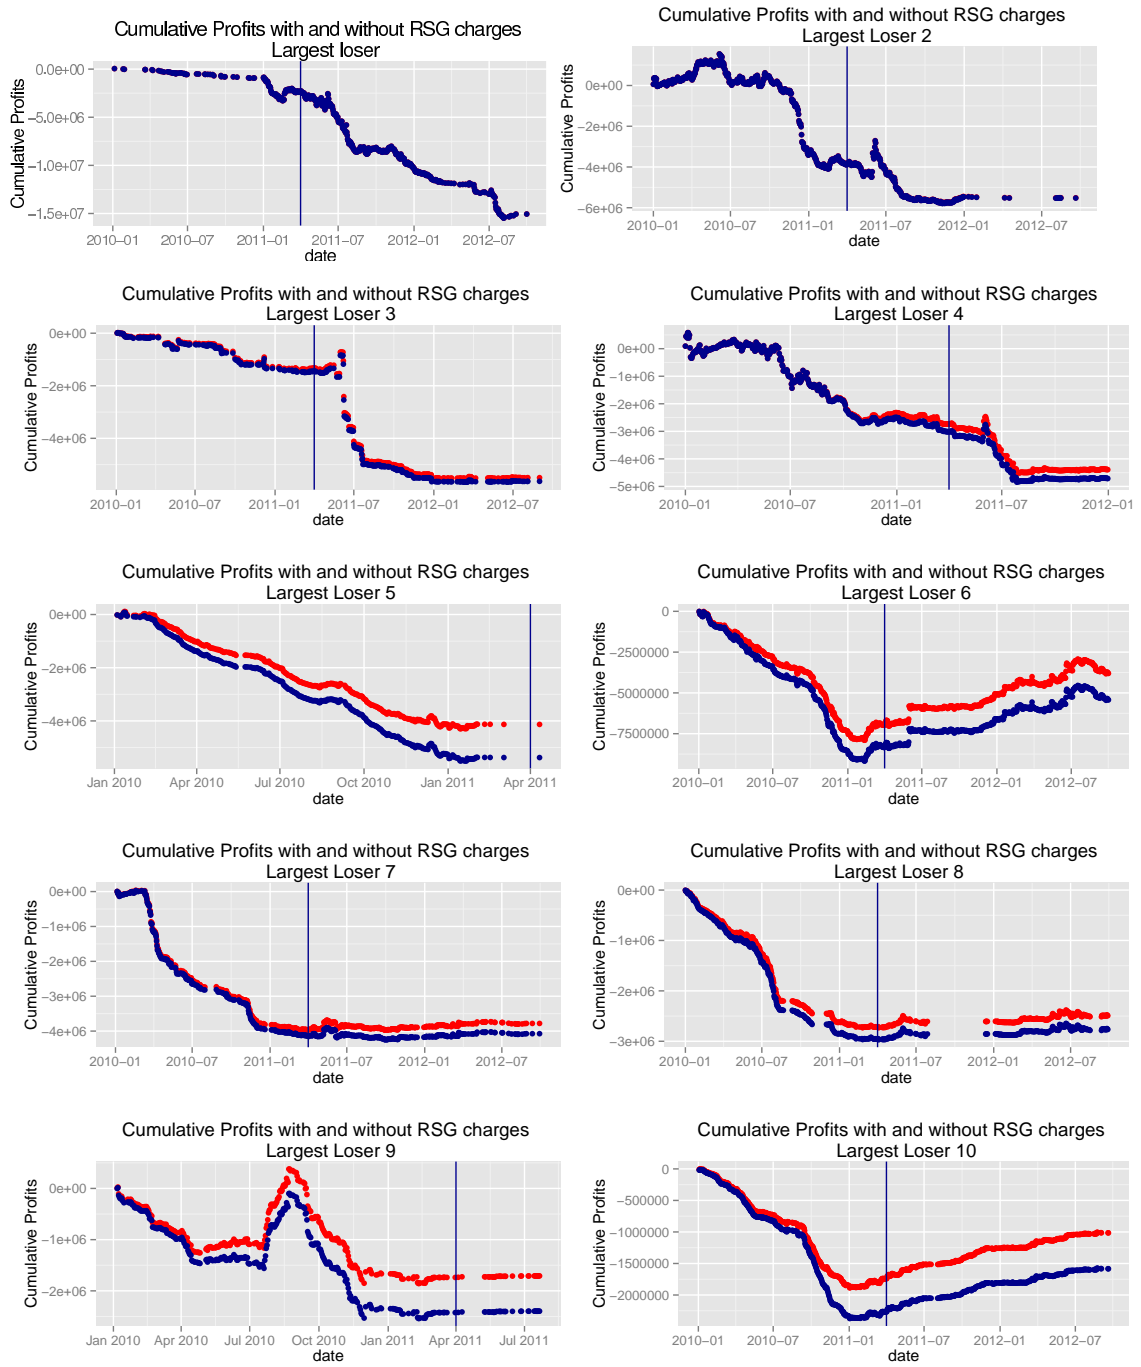 Cumulative Profits with and without RSG charges
Largest loser
Cumulative Profits
0.0e+00
−5.0e+06
−1.0e+07
−1.5e+07
2010−01 2010−07 2011−01 2011−07 2012−01 2012−07
date
Cumulative Profits with and without RSG charges
Largest Loser 2
Cumulative Profits
0e+00
−2e+06
−4e+06
−6e+06
2010−01 2010−07 2011−01 2011−07 2012−01 2012−07
date
Cumulative Profits with and without RSG charges
Largest Loser 3
Cumulative Profits
0e+00
−2e+06
−4e+06
2010−01 2010−07 2011−01 2011−07 2012−01 2012−07
date
Cumulative Profits with and without RSG charges
Largest Loser 4
Cumulative Profits
0e+00
−1e+06
−2e+06
−3e+06
−4e+06
−5e+06
2010−01 2010−07 2011−01 2011−07 2012−01
date
Cumulative Profits with and without RSG charges
Largest Loser 5
Cumulative Profits
0e+00
−2e+06
−4e+06
Jan 2010 Apr 2010 Jul 2010 Oct 2010 Jan 2011 Apr 2011
date
Cumulative Profits with and without RSG charges
Largest Loser 6
Cumulative Profits
0
−2500000
−5000000
−7500000
2010−01 2010−07 2011−01 2011−07 2012−01 2012−07
date
Cumulative Profits with and without RSG charges
Largest Loser 7
Cumulative Profits
0e+00
−1e+06
−2e+06
−3e+06
−4e+06
2010−01 2010−07 2011−01 2011−07 2012−01 2012−07
date
Cumulative Profits with and without RSG charges
Largest Loser 8
Cumulative Profits
0e+00
−1e+06
−2e+06
−3e+06
2010−01 2010−07 2011−01 2011−07 2012−01 2012−07
date
Cumulative Profits with and without RSG charges
Largest Loser 9
Cumulative Profits
0e+00
−1e+06
−2e+06
Jan 2010 Apr 2010 Jul 2010 Oct 2010 Jan 2011 Apr 2011 Jul 2011
date
Cumulative Profits with and without RSG charges
Largest Loser 10
Cumulative Profits
0
−500000
−1000000
−1500000
−2000000
2010−01 2010−07 2011−01 2011−07 2012−01 2012−07
date